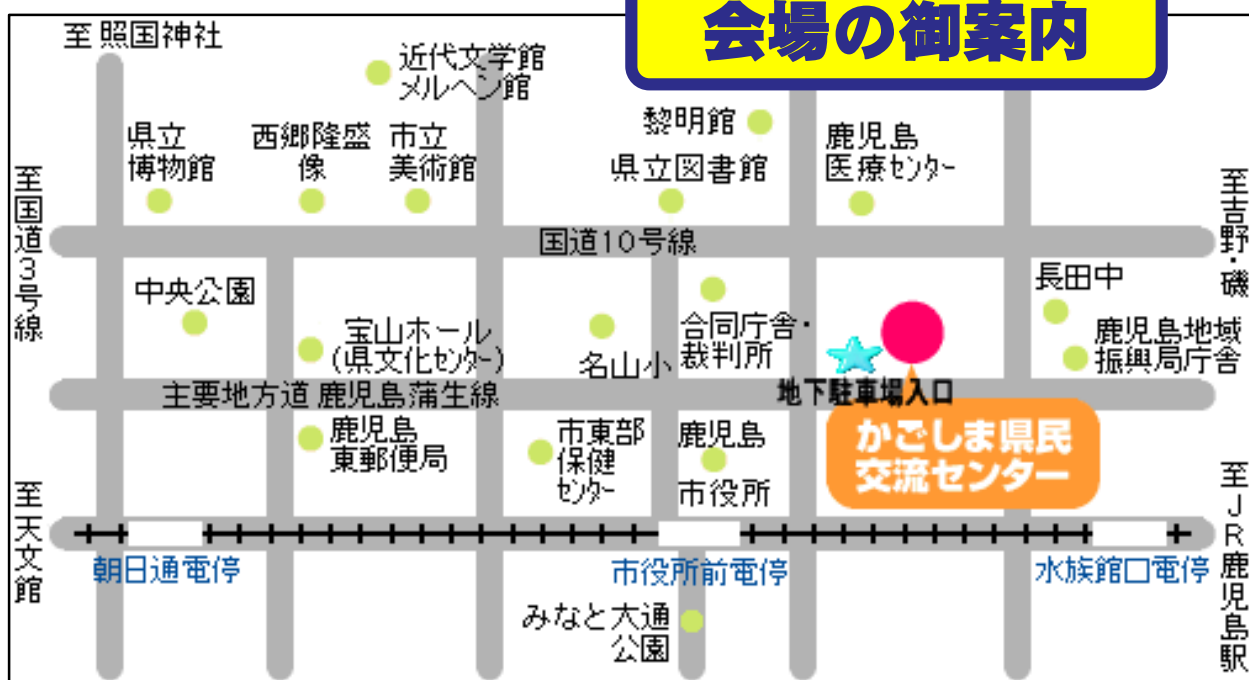 会場の御案内
至 照国神社
近代文学館
メルヘン館
黎明館
県立
博物館
西郷隆盛
像
市立
美術館
県立図書館
鹿児島
医療センター
至国道3号線
至吉野・磯
国道10号線
中央公園
宝山ホール
(県文化センター)
名山小
合同庁舎・
裁判所
長田中
鹿児島地域
振興局庁舎
地下駐車場入口
主要地方道 鹿児島蒲生線
かごしま県民
交流センター
鹿児島
東郵便局
市東部
保健
センター
鹿児島
市役所
至天文館
至JR鹿児島駅
朝日通電停
市役所前電停
水族館口電停
みなと大通
公園